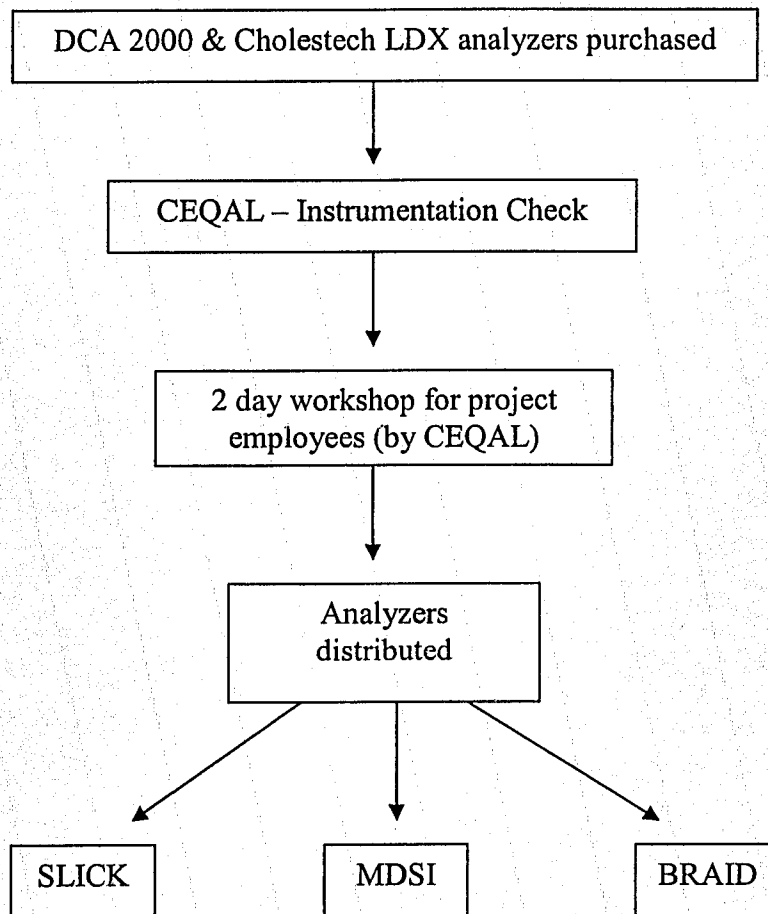 DCA 2000 & Cholestech LDX analyzers purchased
CEQAL – Instrumentation Check
2 day workshop for project
employees (by CEQAL)
Analyzers
distributed
SLICK
MDSI
BRAID